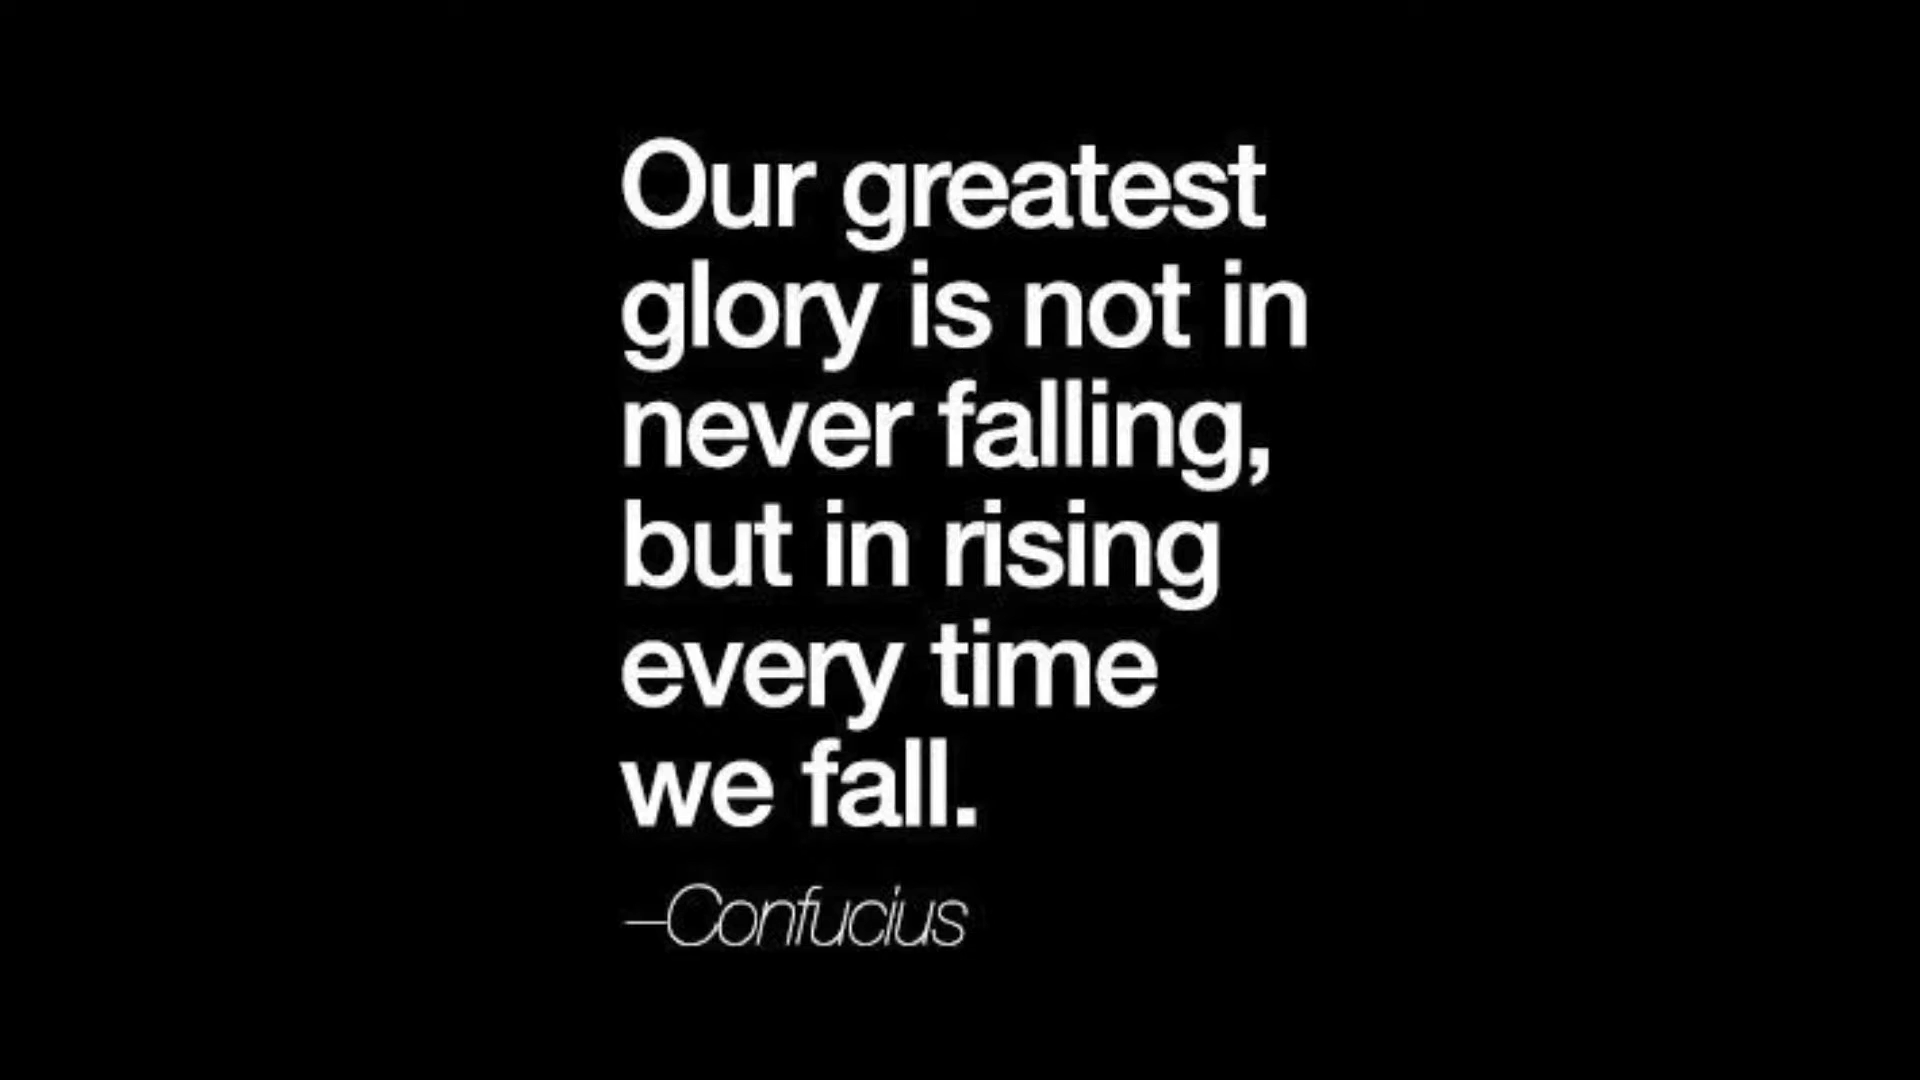 Our greatest
glory is not in
never falling,
but in rising
every time
we fall.
–Confucius